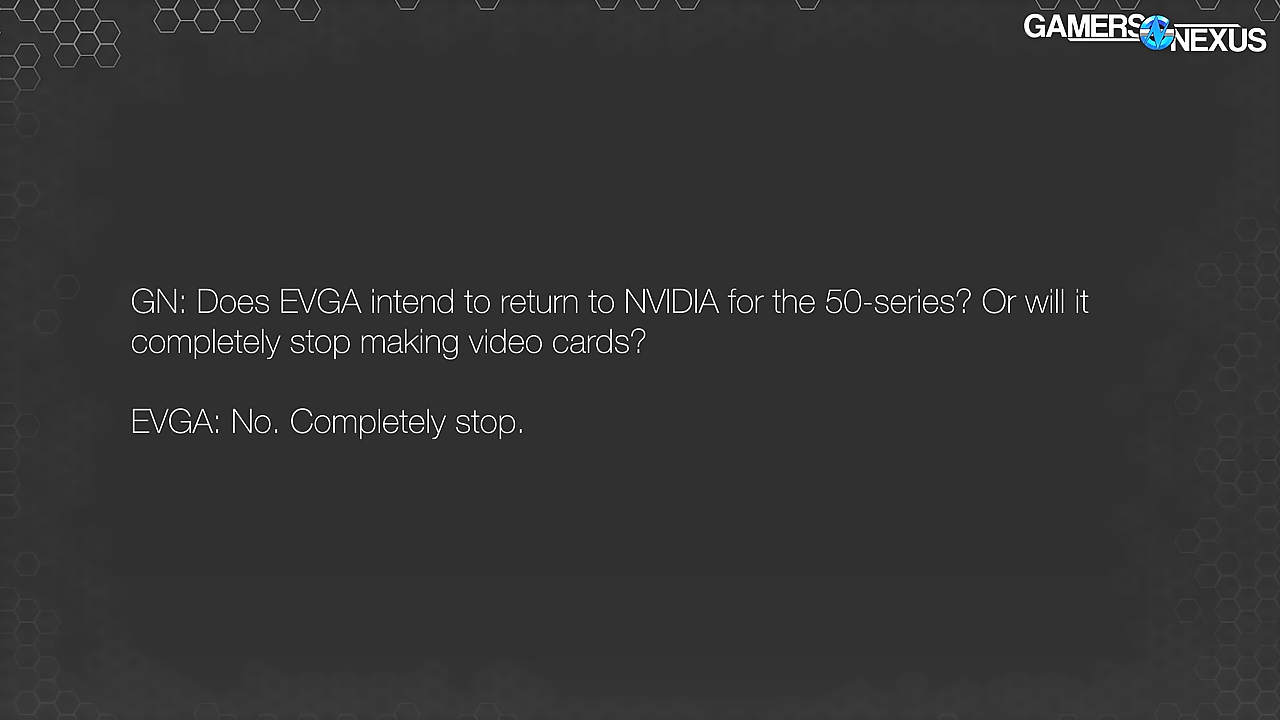 GAMERS NEXUS
GN: Does EVGA intend to return to NVIDIA for the 50-series? Or will it
completely stop making video cards?
EVGA: No. Completely stop.